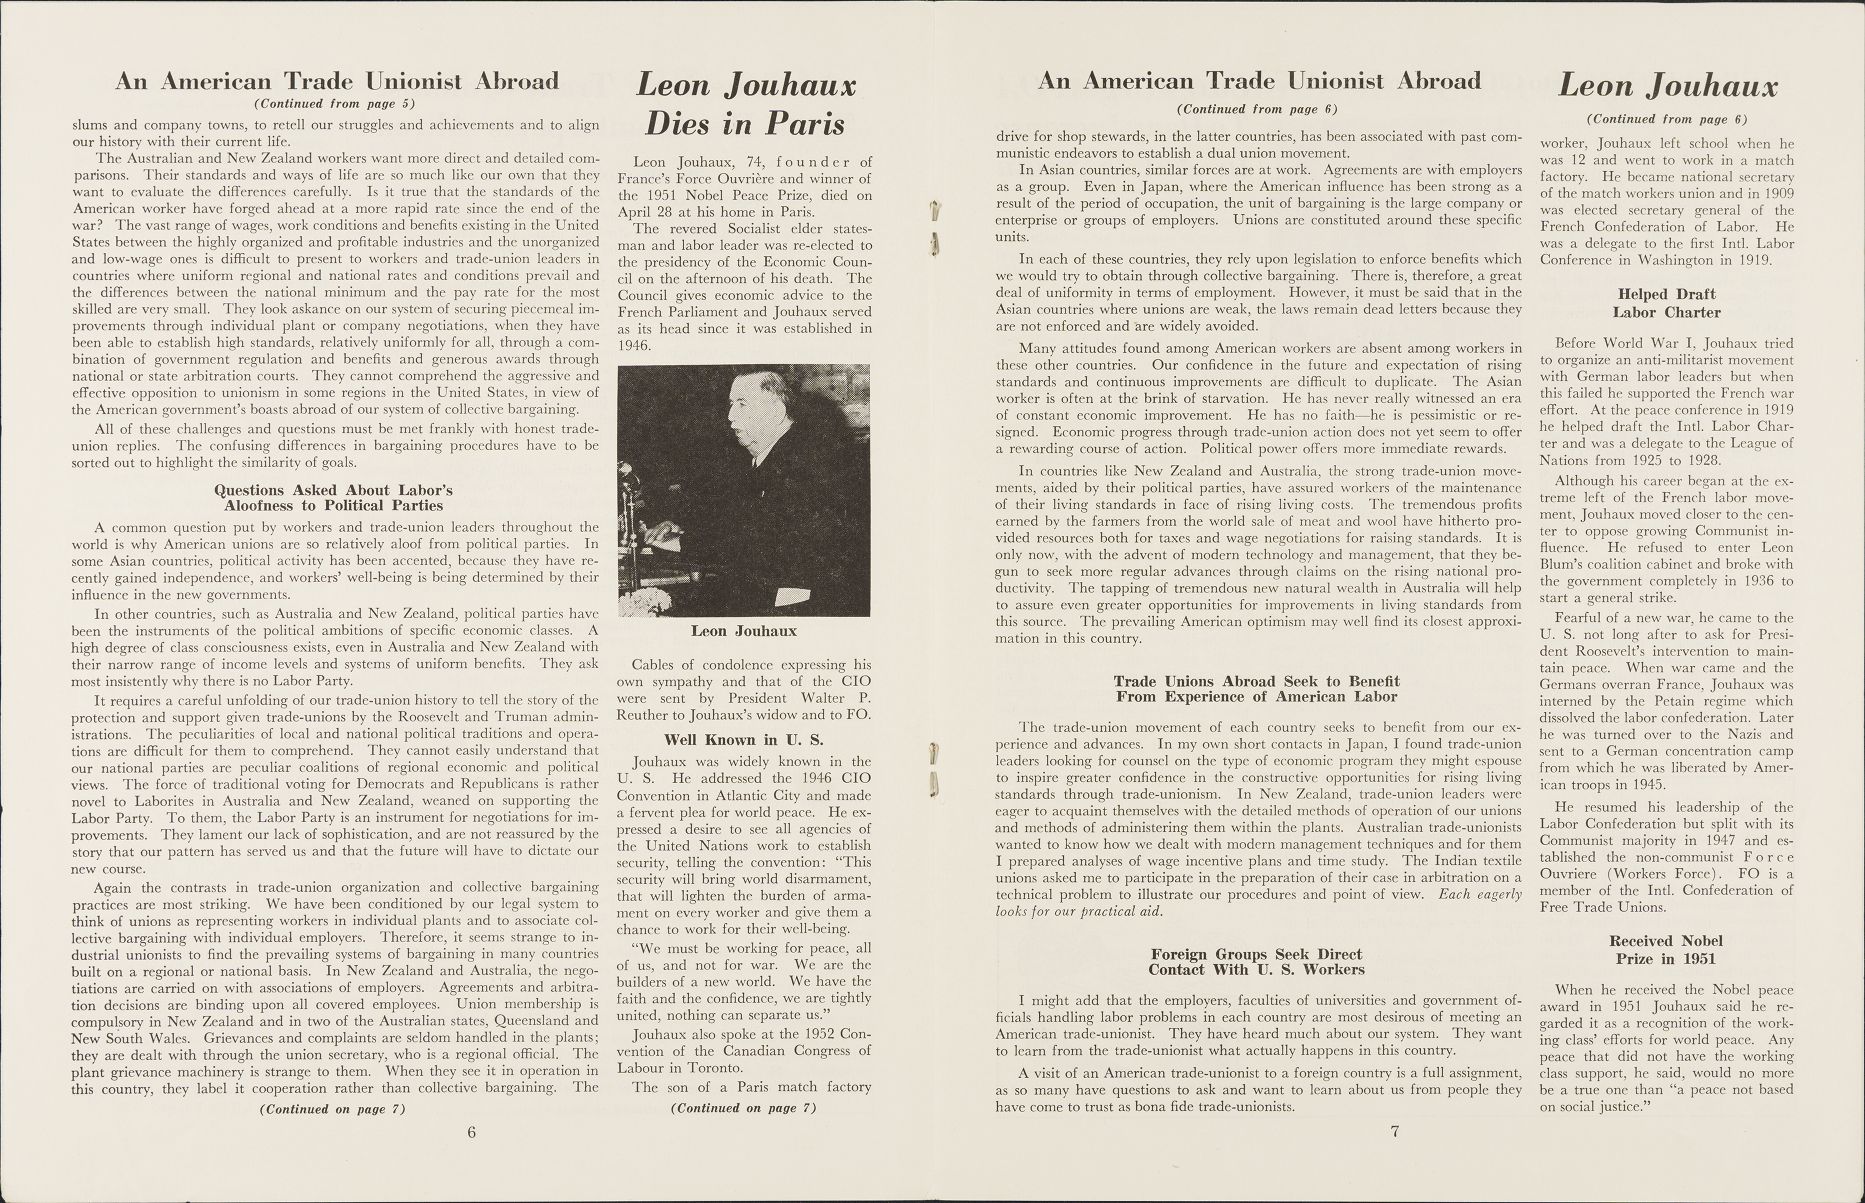 An American Trade Unionist Abroad
(Continued from page 5)
slums and company towns, to retell our struggles and achievements and to align
our history with their current life.
The Australian and New Zealand workers want more direct and detailed com-
parisons. Their standards and ways of life are so much like our own that they
want to evaluate the differences carefully. Is it true that the standards of the
American worker have forged ahead at a more rapid rate since the end of the
war? The vast range of wages, work conditions and benefits existing in the United
States between the highly organized and profitable industries and the unorganized
and low-wage ones is difficult to present to workers and trade-union leaders in
countries where uniform regional and national rates and conditions prevail and
the differences between the national minimum and the pay rate for the most
skilled are very small. They look askance on our system of securing piecemeal im-
provements through individual plant or company negotiations, when they have
been able to establish high standards, relatively uniformly for all, through a com-
bination of government regulation and benefits and generous awards through
national or state arbitration courts. They cannot comprehend the aggressive and
effective opposition to unionism in some regions in the United States, in view of
the American government's boasts abroad of our system of collective bargaining.
All of these challenges and questions must be met frankly with honest trade-
union replies. The confusing differences in bargaining procedures have to be
sorted out to highlight the similarity of goals.
Questions Asked About Labor's
Aloofness to Political Parties
A common question put by workers and trade-union leaders throughout the
world is why American unions are so relatively aloof from political parties. In
some Asian countries, political activity has been accented, because they have re-
cently gained independence, and workers' well-being is being determined by their
influence in the new governments.
In other countries, such as Australia and New Zealand, political parties have
been the instruments of the political ambitions of specific economic classes. A
high degree of class consciousness exists, even in Australia and New Zealand with
their narrow range of income levels and systems of uniform benefits. They ask
most insistently why there is no Labor Party.
It requires a careful unfolding of our trade-union history to tell the story of the
protection and support given trade-unions by the Roosevelt and Truman admin-
istrations. The peculiarities of local and national political traditions and opera-
tions are difficult for them to comprehend. They cannot easily understand that
our national parties are peculiar coalitions of regional economic and political
views. The force of traditional voting for Democrats and Republicans is rather
novel to Laborites in Australia and New Zealand, weaned on supporting the
Labor Party. To them, the Labor Party is an instrument for negotiations for im-
provements. They lament our lack of sophistication, and are not reassured by the
story that our pattern has served us and that the future will have to dictate our
new course.
Again the contrasts in trade-union organization and collective bargaining
practices are most striking. We have been conditioned by our legal system to
think of unions as representing workers in individual plants and to associate col-
lective bargaining with individual employers. Therefore, it seems strange to in-
dustrial unionists to find the prevailing systems of bargaining in many countries
built on a regional or national basis. In New Zealand and Australia, the nego-
tiations are carried on with associations of employers. Agreements and arbitra-
tion decisions are binding upon all covered employees. Union membership is
compulsory in New Zealand and in two of the Australian states, Queensland and
New South Wales. Grievances and complaints are seldom handled in the plants;
they are dealt with through the union secretary, who is a regional official. The
plant grievance machinery is strange to them. When they see it in operation in
this country, they label it cooperation rather than collective bargaining. The
(Continued on page 7)
Leon Jouhaux
Dies in Paris
Leon Jouhaux, 74, founder of
France's Force Ouvrière and winner of
the 1951 Nobel Peace Prize, died on
April 28 at his home in Paris.
The revered Socialist elder states-
man and labor leader was re-elected to
the presidency of the Economic Coun-
cil on the afternoon of his death. The
Council gives economic advice to the
French Parliament and Jouhaux served
as its head since it was established in
1946.
Leon Jouhaux
Cables of condolence expressing his
own sympathy and that of the CIO
were sent by President Walter P.
Reuther to Jouhaux's widow and to FO.
Well Known in U. S.
Jouhaux was widely known in the
U. S. He addressed the 1946 CIO
Convention in Atlantic City and made
a fervent plea for world peace. He ex-
pressed a desire to see all agencies of
the United Nations work to establish
security, telling the convention: "This
security will bring world disarmament,
that will lighten the burden of arma-
ment on every worker and give them a
chance to work for their well-being.
"We must be working for peace, all
of us, and not for war. We are the
builders of a new world. We have the
faith and the confidence, we are tightly
united, nothing can separate us."
Jouhaux also spoke at the 1952 Con-
vention of the Canadian Congress of
Labour in Toronto.
The son of a Paris match factory
(Continued on page 7)
6
An American Trade Unionist Abroad
(Continued from page 6)
drive for shop stewards, in the latter countries, has been associated with past com-
munistic endeavors to establish a dual union movement.
In Asian countries, similar forces are at work. Agreements are with employers
as a group. Even in Japan, where the American influence has been strong as a
result of the period of occupation, the unit of bargaining is the large company or
enterprise or groups of employers. Unions are constituted around these specific
units.
In each of these countries, they rely upon legislation to enforce benefits which
we would try to obtain through collective bargaining. There is, therefore, a great
deal of uniformity in terms of employment. However, it must be said that in the
Asian countries where unions are weak, the laws remain dead letters because they
are not enforced and are widely avoided.
Many attitudes found among American workers are absent among workers in
these other countries. Our confidence in the future and expectation of rising
standards and continuous improvements are difficult to duplicate. The Asian
worker is often at the brink of starvation. He has never really witnessed an era
of constant economic improvement. He has no faith—he is pessimistic or re-
signed. Economic progress through trade-union action does not yet seem to offer
a rewarding course of action. Political power offers more immediate rewards.
In countries like New Zealand and Australia, the strong trade-union move-
ments, aided by their political parties, have assured workers of the maintenance
of their living standards in face of rising living costs. The tremendous profits
earned by the farmers from the world sale of meat and wool have hitherto pro-
vided resources both for taxes and wage negotiations for raising standards. It is
only now, with the advent of modern technology and management, that they be-
gun to seek more regular advances through claims on the rising national pro-
ductivity. The tapping of tremendous new natural wealth in Australia will help
to assure even greater opportunities for improvements in living standards from
this source. The prevailing American optimism may well find its closest approxi-
mation in this country.
Trade Unions Abroad Seek to Benefit
From Experience of American Labor
The trade-union movement of each country seeks to benefit from our ex-
perience and advances. In my own short contacts in Japan, I found trade-union
leaders looking for counsel on the type of economic program they might espouse
to inspire greater confidence in the constructive opportunities for rising living
standards through trade-unionism. In New Zealand, trade-union leaders were
eager to acquaint themselves with the detailed methods of operation of our unions
and methods of administering them within the plants. Australian trade-unionists
wanted to know how we dealt with modern management techniques and for them
I prepared analyses of wage incentive plans and time study. The Indian textile
unions asked me to participate in the preparation of their case in arbitration on a
technical problem to illustrate our procedures and point of view. Each eagerly
looks for our practical aid.
Foreign Groups Seek Direct
Contact With U. S. Workers
I might add that the employers, faculties of universities and government of-
ficials handling labor problems in each country are most desirous of meeting an
American trade-unionist. They have heard much about our system. They want
to learn from the trade-unionist what actually happens in this country.
A visit of an American trade-unionist to a foreign country is a full assignment,
as so many have questions to ask and want to learn about us from people they
have come to trust as bona fide trade-unionists.
Leon Jouhaux
(Continued from page 6)
worker, Jouhaux left school when he
was 12 and went to work in a match
factory. He became national secretary
of the match workers union and in 1909
was elected secretary general of the
French Confederation of Labor. He
was a delegate to the first Intl. Labor
Conference in Washington in 1919.
Helped Draft
Labor Charter
Before World War I, Jouhaux tried
to organize an anti-militarist movement
with German labor leaders but when
this failed he supported the French war
effort. At the peace conference in 1919
he helped draft the Intl. Labor Char-
ter and was a delegate to the League of
Nations from 1925 to 1928.
Although his career began at the ex-
treme left of the French labor move-
ment, Jouhaux moved closer to the cen-
ter to oppose growing Communist in-
fluence. He refused to enter Leon
Blum's coalition cabinet and broke with
the government completely in 1936 to
start a general strike.
Fearful of a new war, he came to the
U. S. not long after to ask for Presi-
dent Roosevelt's intervention to main-
tain peace. When war came and the
Germans overran France, Jouhaux was
interned by the Petain regime which
dissolved the labor confederation. Later
he was turned over to the Nazis and
sent to a German concentration camp
from which he was liberated by Amer-
ican troops in 1945.
He resumed his leadership of the
Labor Confederation but split with its
Communist majority in 1947 and es-
tablished the non-communist Force
Ouvriere (Workers Force). FO is a
member of the Intl. Confederation of
Free Trade Unions.
Received Nobel
Prize in 1951
When he received the Nobel peace
award in 1951 Jouhaux said he re-
garded it as a recognition of the work-
ing class' efforts for world peace. Any
peace that did not have the working
class support, he said, would no more
be a true one than "a peace not based
on social justice."
7